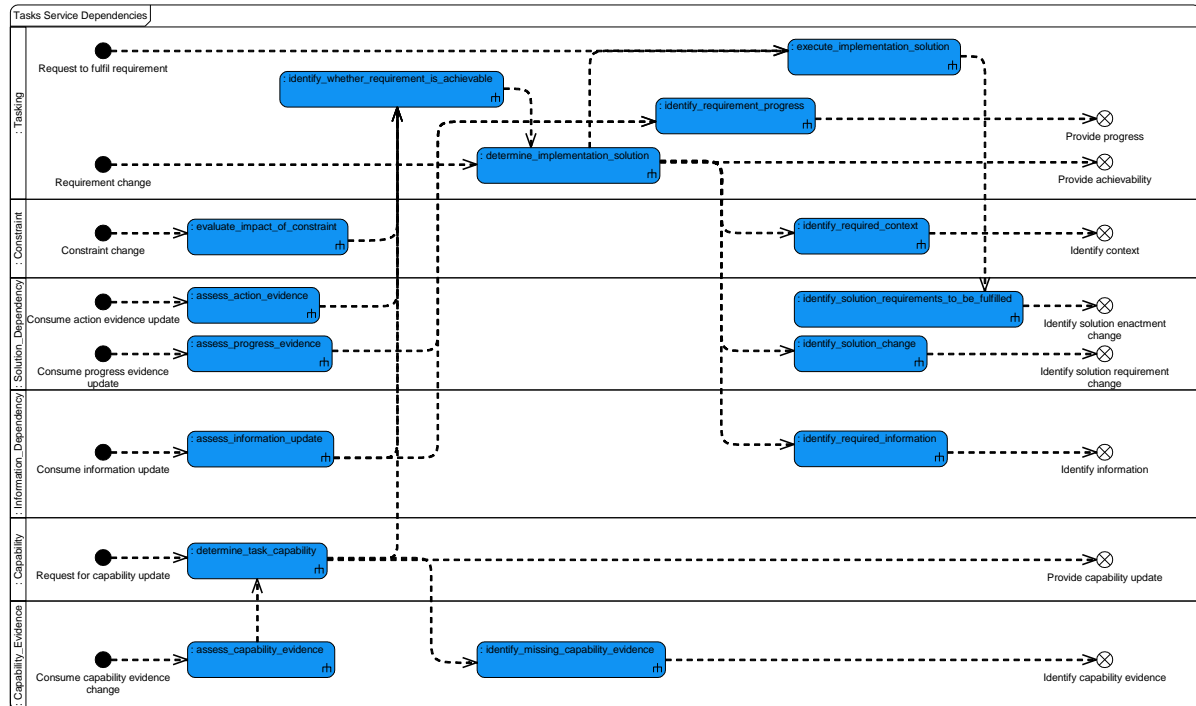 Tasks Service Dependencies
: Tasking
Request to fulfil requirement
: execute_implementation_solution
: identify_whether_requirement_is_achievable
: identify_requirement_progress
Provide progress
Requirement change
: determine_implementation_solution
Provide achievability
: Constraint
Constraint change
: evaluate_impact_of_constraint
: identify_required_context
Identify context
: Solution_Dependency
Consume action evidence update
: assess_action_evidence
: identify_solution_requirements_to_be_fulfilled
Identify solution enactment
change
Consume progress evidence
update
: assess_progress_evidence
: identify_solution_change
Identify solution requirement
change
: Information_Dependency
Consume information update
: assess_information_update
: identify_required_information
Identify information
: Capability
Request for capability update
: determine_task_capability
Provide capability update
: Capability_Evidence
Consume capability evidence
change
: assess_capability_evidence
: identify_missing_capability_evidence
Identify capability evidence